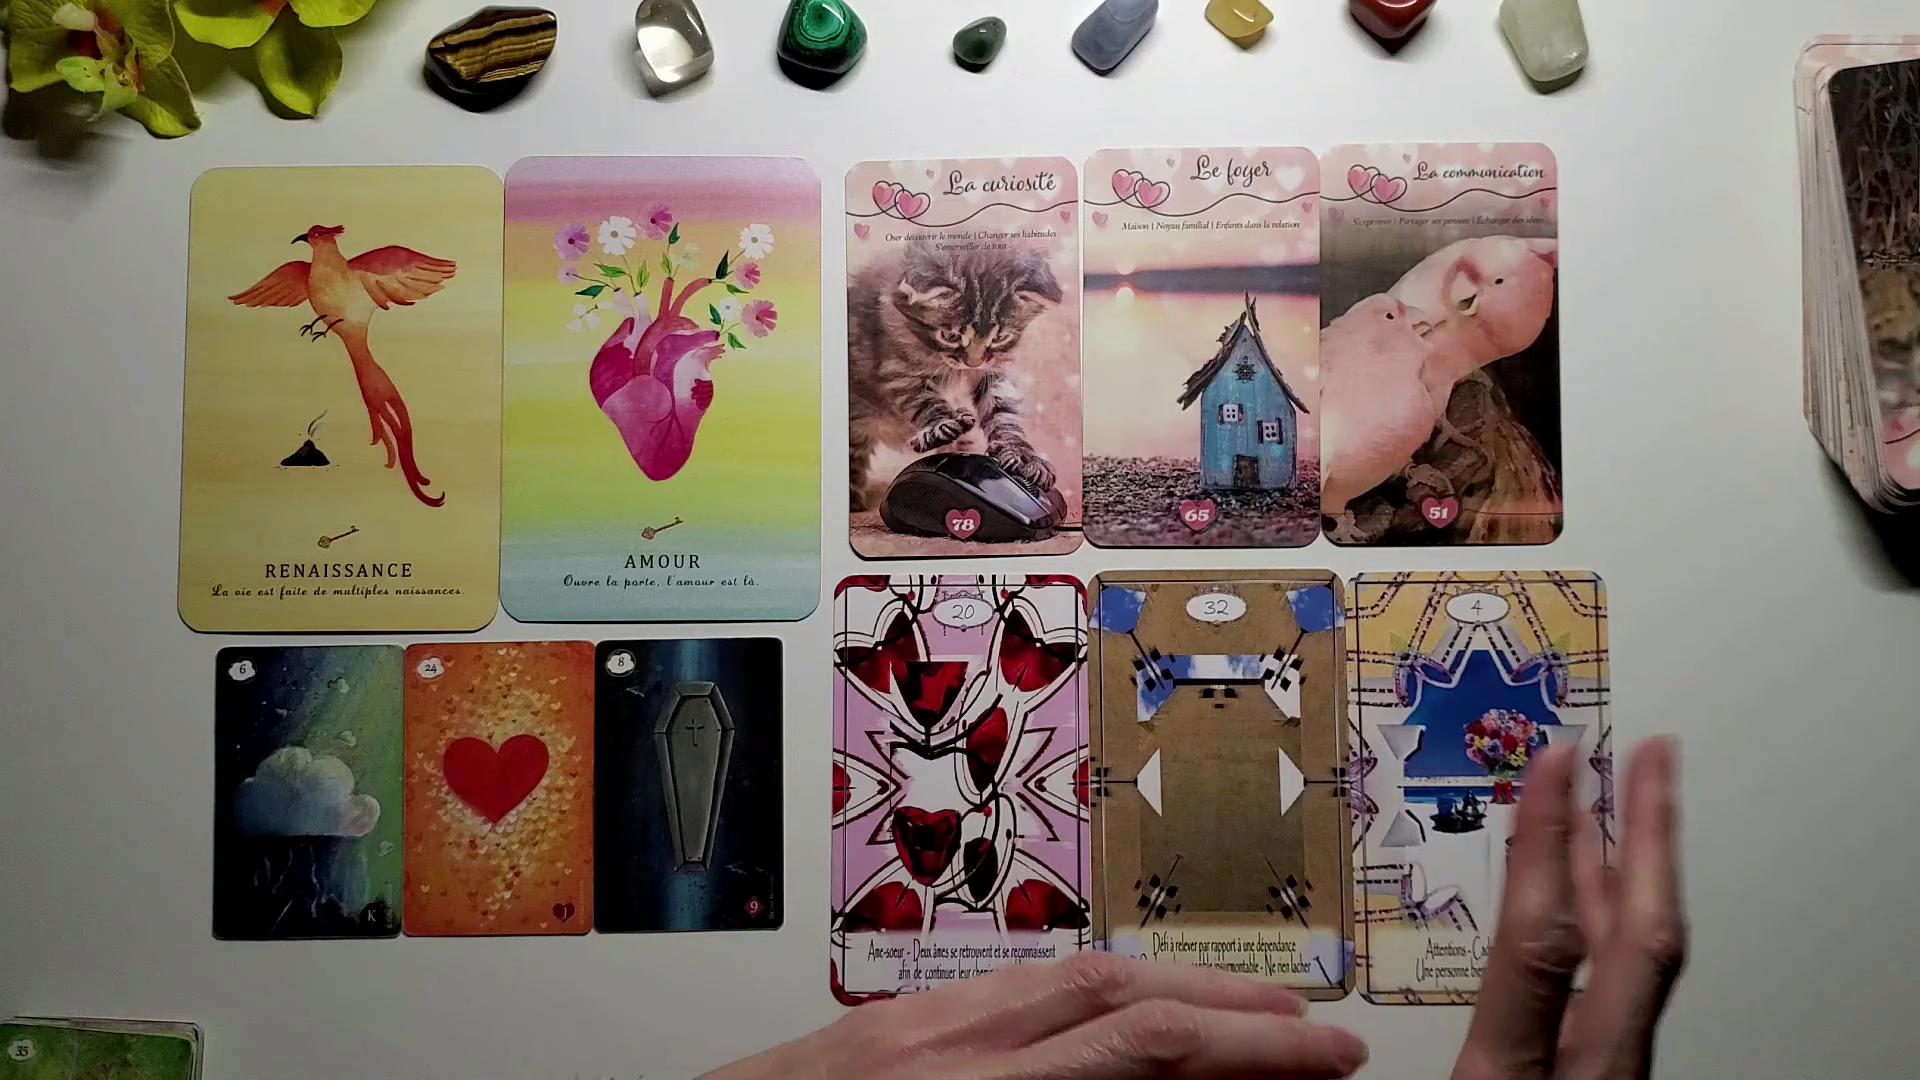 RENAISSANCE
La vie est faite de multiples naissances.
AMOUR
Ouvre la porte, l'amour est là.
La curiosité
Oser découvrir le monde | Changer ses habitudes
S'émerveiller de tout
78
Le foyer
Maison | Noyau familial | Enfants dans la relation
65
La communication
S'exprimer | Partager ses pensées | Échanger des idées
51
6
K
24
J
8
9
20
Ame-soeur - Deux âmes se retrouvent et se reconnaissent
afin de continuer leur
32
Défi à relever par rapport à une dépendance
insurmontable - Ne rien lacher
4
Attentions -
Une personne
35